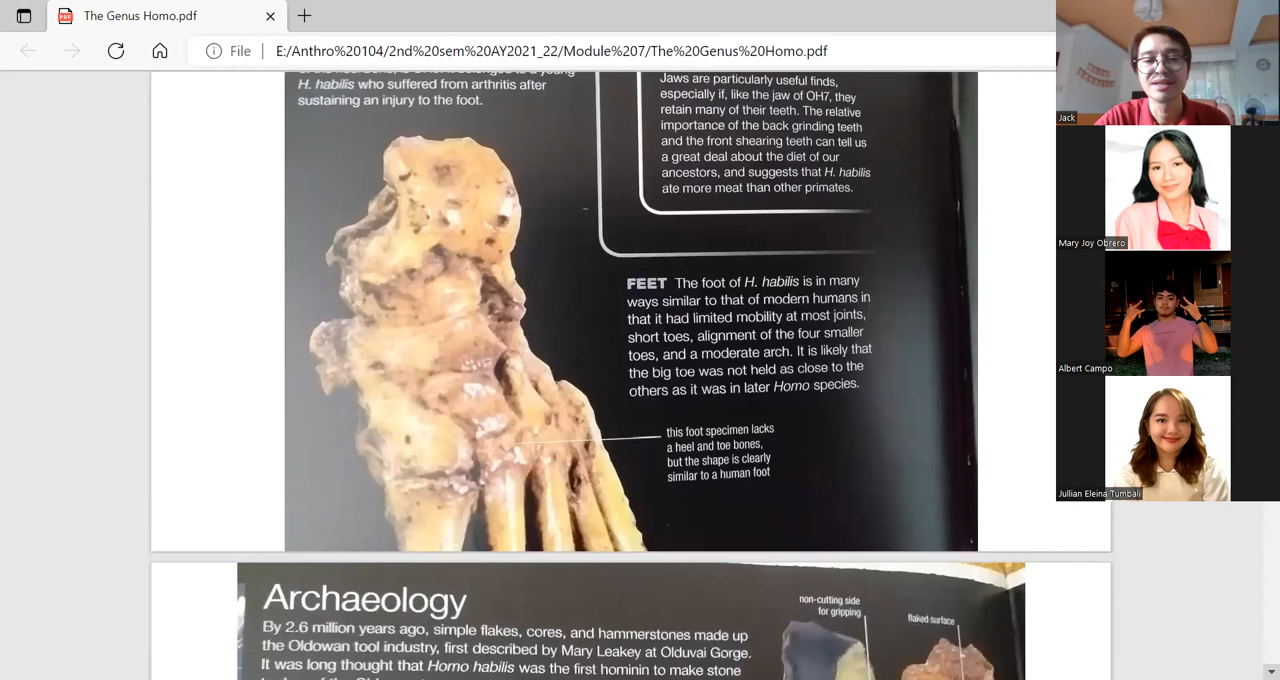 The Genus Homo.pdf
File
E:/Anthro%20104/2nd%20sem%20AY2021_22/Module%207/The%20Genus%20Homo.pdf
H. habilis who suffered from arthritis after
sustaining an injury to the foot.
Jaws are particularly useful finds,
especially if, like the jaw of OH7, they
retain many of their teeth. The relative
importance of the back grinding teeth
and the front shearing teeth can tell us
a great deal about the diet of our
ancestors, and suggests that H. habilis
ate more meat than other primates.
FEET The foot of H. habilis is in many
ways similar to that of modern humans in
that it had limited mobility at most joints,
short toes, alignment of the four smaller
toes, and a moderate arch. It is likely that
the big toe was not held as close to the
others as it was in later Homo species.
this foot specimen lacks
a heel and toe bones,
but the shape is clearly
similar to a human foot
Archaeology
By 2.6 million years ago, simple flakes, cores, and hammerstones made up
the Oldowan tool industry, first described by Mary Leakey at Olduvai Gorge.
It was long thought that Homo habilis was the first hominin to make stone
non-cutting side
for gripping
flaked surface
Jack
Mary Joy Obrero
Albert Campo
Jullian Eleina Tumbali